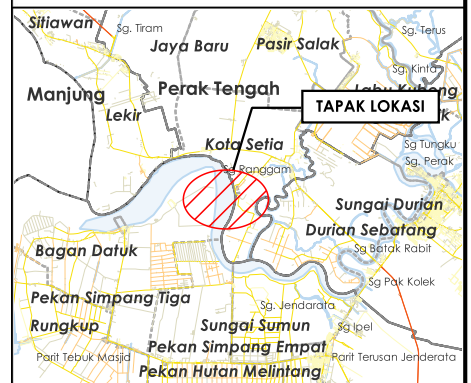 Sitiawan
Sg. Tiram
Sg. Terus
Jaya Baru
Pasir Salak
Sg. Kinta
Manjung
Perak Tengah
Labu Kubong
TAPAK LOKASI
Lekir
Kota Setia
Sg Tungku
Sg. Perak
Sg Ranggam
Sungai Durian
Durian Sebatang
Bagan Datuk
Sg Batak Rabit
Sg Pak Kolek
Pekan Simpang Tiga
Sg. Jendarata
Rungkup
Sungai Sumun
Sg Ipel
Pekan Simpang Empat
Parit Tebuk Masjid
Parit Terusan Jenderata
Pekan Hutan Melintang